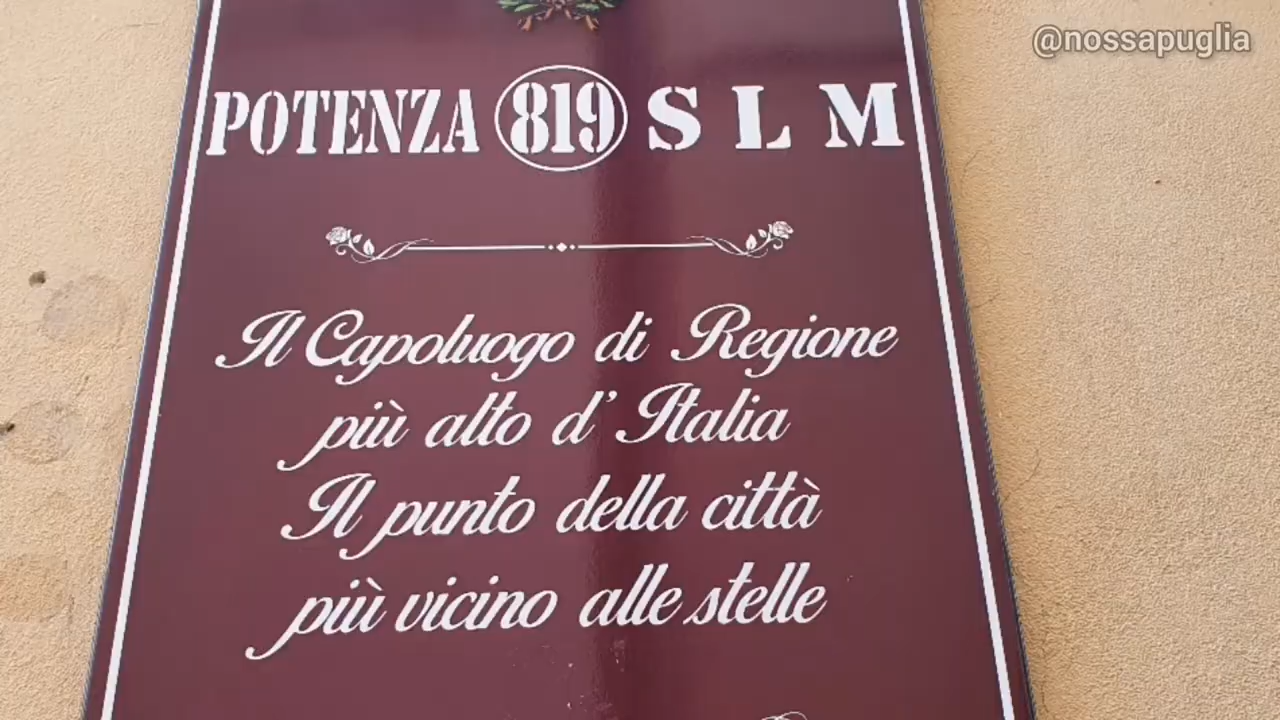 @nossapuglia
POTENZA 819 S L M
Il Capoluogo di Regione
più alto d'Italia
Il punto della città
più vicino alle stelle